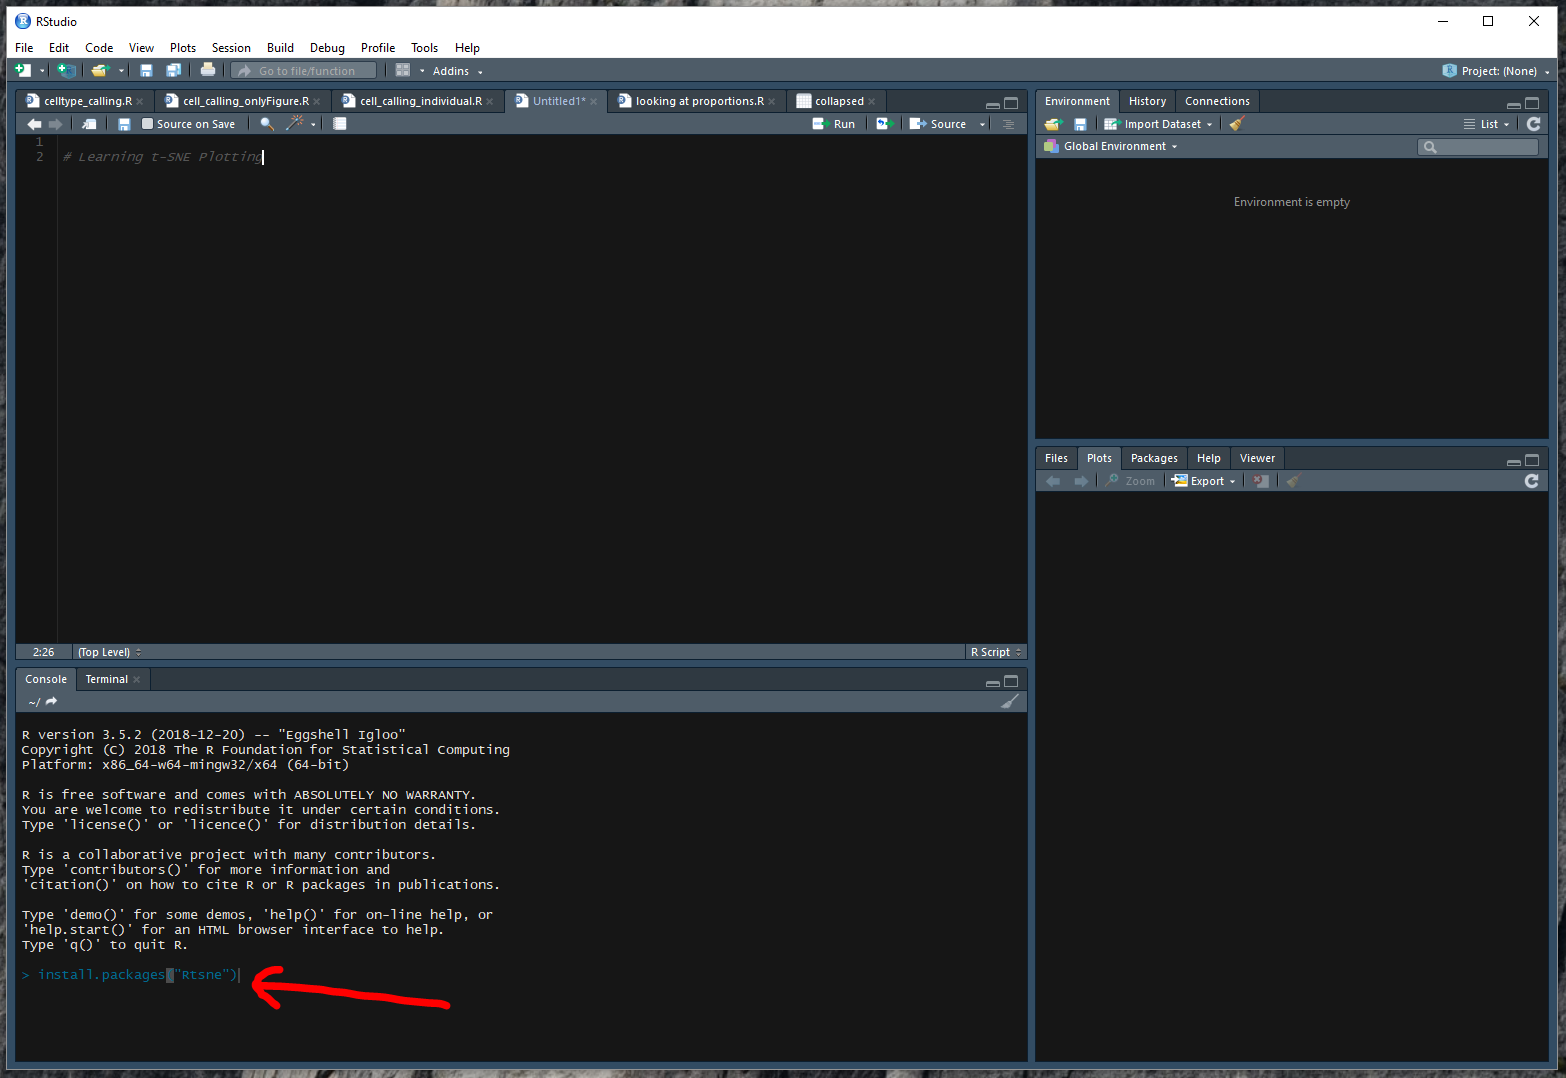 RStudio
File Edit Code View Plots Session Build Debug Profile Tools Help
Go to file/function Addins Project: (None)
celltype_calling.R cell_calling_onlyFigure.R cell_calling_individual.R Untitled1* looking at proportions.R collapsed
Source on Save Run Source
1
2 # Learning t-SNE Plotting
2:26 (Top Level) R Script
Console Terminal
~/
R version 3.5.2 (2018-12-20) -- "Eggshell Igloo"
Copyright (C) 2018 The R Foundation for Statistical Computing
Platform: x86_64-w64-mingw32/x64 (64-bit)
R is free software and comes with ABSOLUTELY NO WARRANTY.
You are welcome to redistribute it under certain conditions.
Type 'license()' or 'licence()' for distribution details.
R is a collaborative project with many contributors.
Type 'contributors()' for more information and
'citation()' on how to cite R or R packages in publications.
Type 'demo()' for some demos, 'help()' for on-line help, or
'help.start()' for an HTML browser interface to help.
Type 'q()' to quit R.
> install.packages("Rtsne")
Environment History Connections
Import Dataset List
Global Environment
Environment is empty
Files Plots Packages Help Viewer
Zoom Export